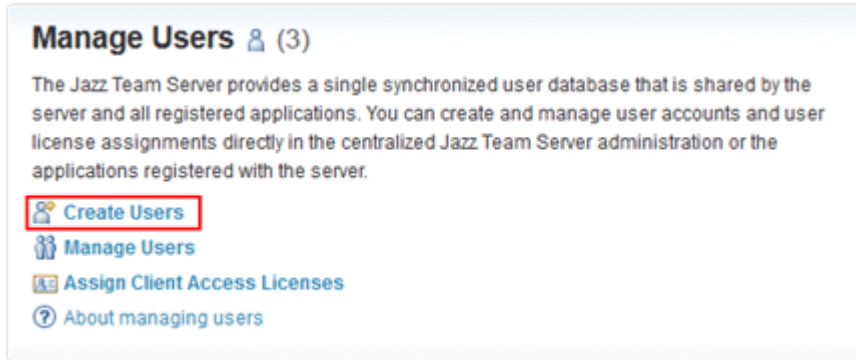 Manage Users (3)
The Jazz Team Server provides a single synchronized user database that is shared by the
server and all registered applications. You can create and manage user accounts and user
license assignments directly in the centralized Jazz Team Server administration or the
applications registered with the server.
Create Users
Manage Users
Assign Client Access Licenses
? About managing users